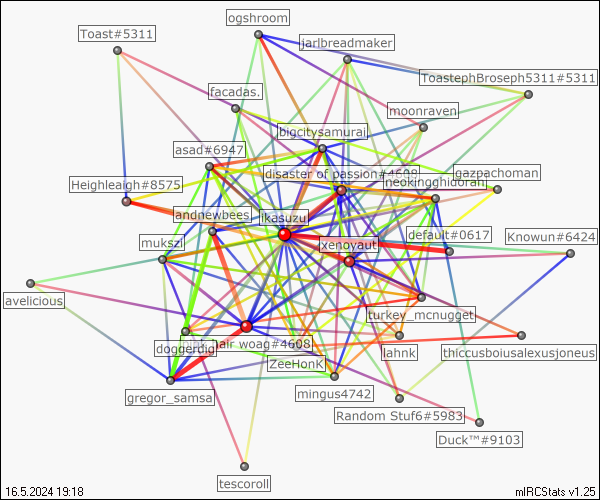 ogshroom
Toast#5311
jarlbreadmaker
ToastephBroseph5311#5311
facadas.
moonraven
bigcitysamurai
asad#6947
disaster of passion#4609
gazpachoman
Heighleaigh#8575
neokingghidorah
andnewbees
ikasuzu
default#0617
mukszi
xenoyaut
Knowun#6424
avelicious
turkey_mcnugget
doggerdig
hair woag#4608
lahnk
thiccusboiusalexusjoneus
ZeeHonK
gregor_samsa
mingus4742
Random Stuf6#5983
Duck™#9103
tescoroll
16.5.2024 19:18
mIRCStats v1.25